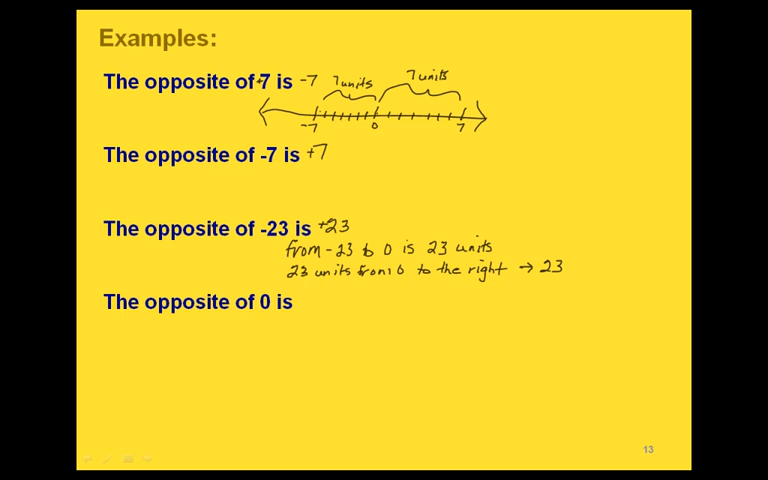 Examples:
The opposite of +7 is -7
7 units 7 units
-7 0 7
The opposite of -7 is +7
The opposite of -23 is +23
from -23 to 0 is 23 units
23 units from 0 to the right → 23
The opposite of 0 is
13